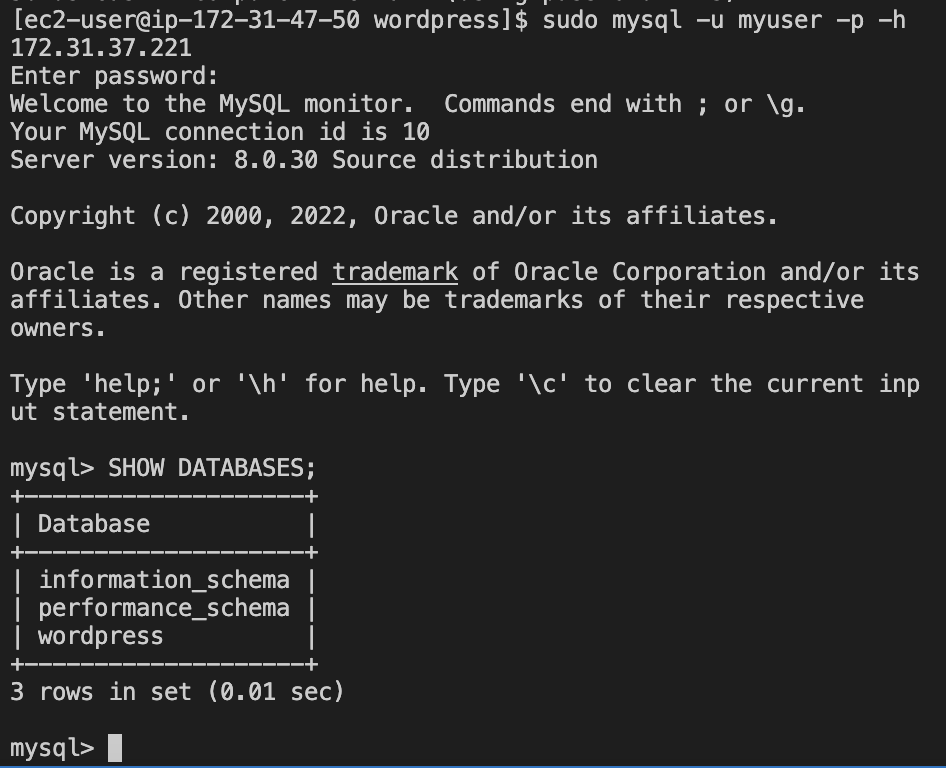 [ec2-user@ip-172-31-47-50 wordpress]$ sudo mysql -u myuser -p -h
172.31.37.221
Enter password:
Welcome to the MySQL monitor.  Commands end with ; or \g.
Your MySQL connection id is 10
Server version: 8.0.30 Source distribution

Copyright (c) 2000, 2022, Oracle and/or its affiliates.

Oracle is a registered trademark of Oracle Corporation and/or its
affiliates. Other names may be trademarks of their respective
owners.

Type 'help;' or '\h' for help. Type '\c' to clear the current inp
ut statement.

mysql> SHOW DATABASES;
+--------------------+
| Database           |
+--------------------+
| information_schema |
| performance_schema |
| wordpress          |
+--------------------+
3 rows in set (0.01 sec)

mysql>